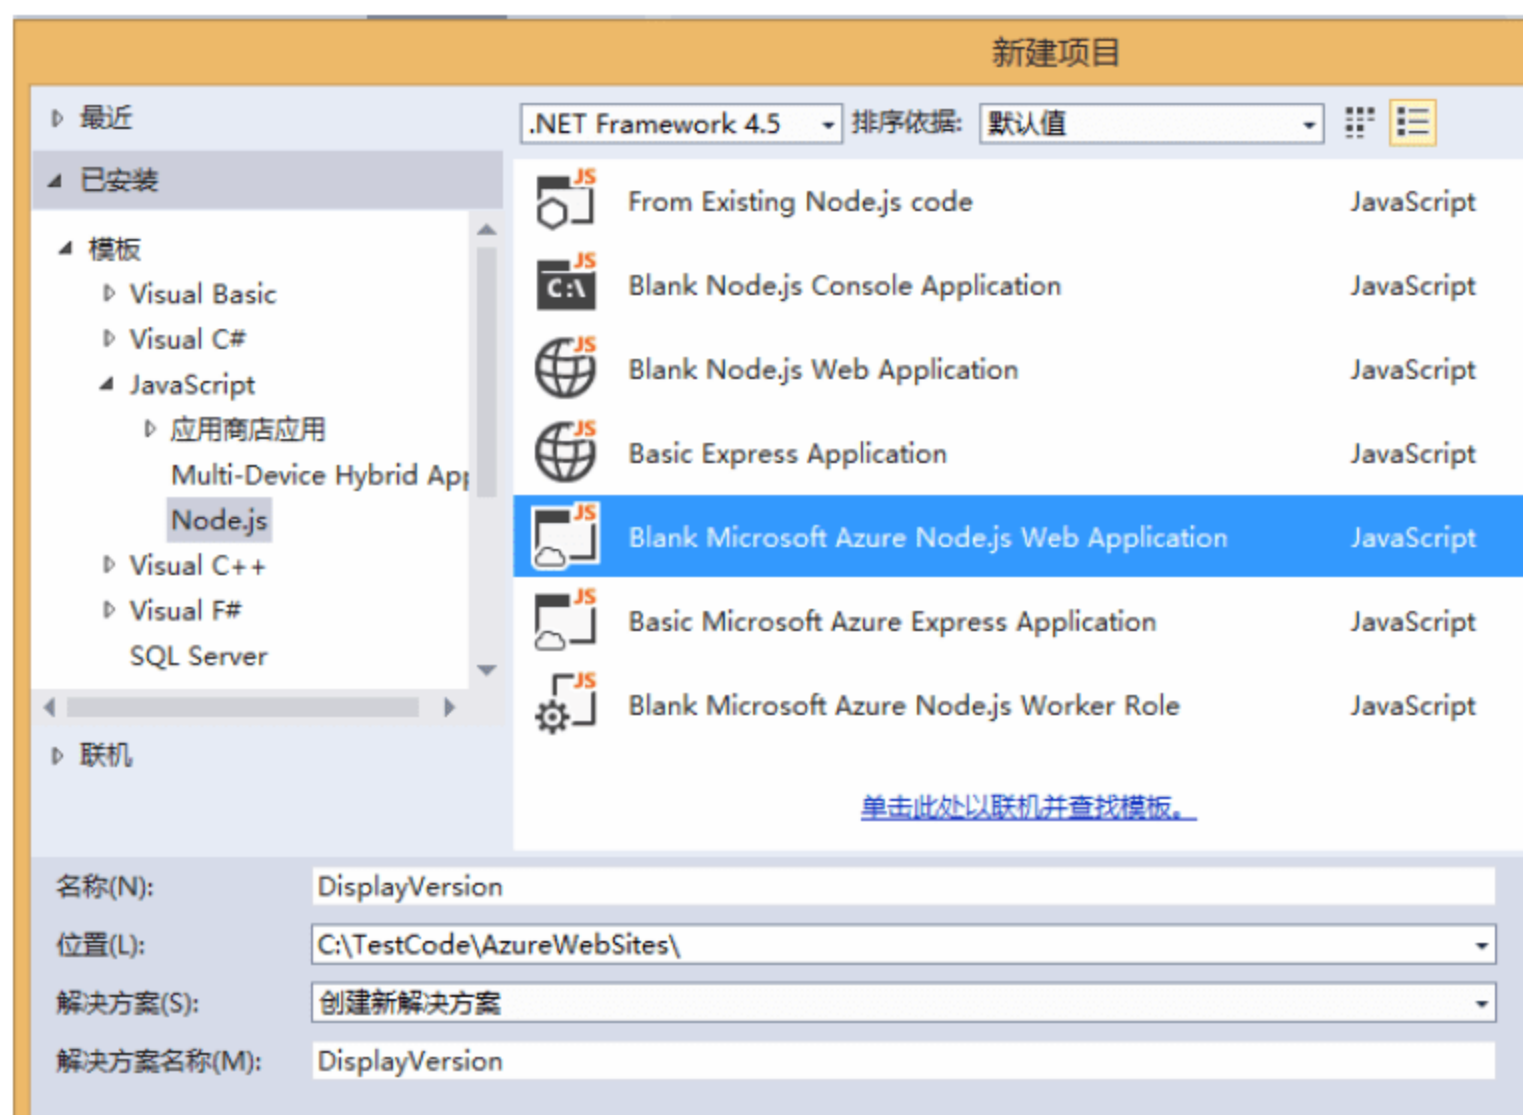 新建项目
最近
已安装
模板
Visual Basic
Visual C#
JavaScript
应用商店应用
Multi-Device Hybrid App
Node.js
Visual C++
Visual F#
SQL Server
联机
.NET Framework 4.5 排序依据: 默认值
From Existing Node.js code JavaScript
Blank Node.js Console Application JavaScript
Blank Node.js Web Application JavaScript
Basic Express Application JavaScript
Blank Microsoft Azure Node.js Web Application JavaScript
Basic Microsoft Azure Express Application JavaScript
Blank Microsoft Azure Node.js Worker Role JavaScript
单击此处以联机并查找模板。
名称(N): DisplayVersion
位置(L): C:\TestCode\AzureWebSites\
解决方案(S): 创建新解决方案
解决方案名称(M): DisplayVersion
JS
JS
C:\
JS
JS
JS
JS
JS